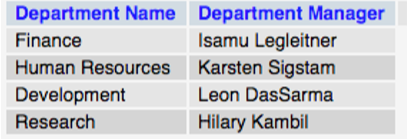 Department Name Department Manager
Finance Isamu Legleitner
Human Resources Karsten Sigstam
Development Leon DasSarma
Research Hilary Kambil